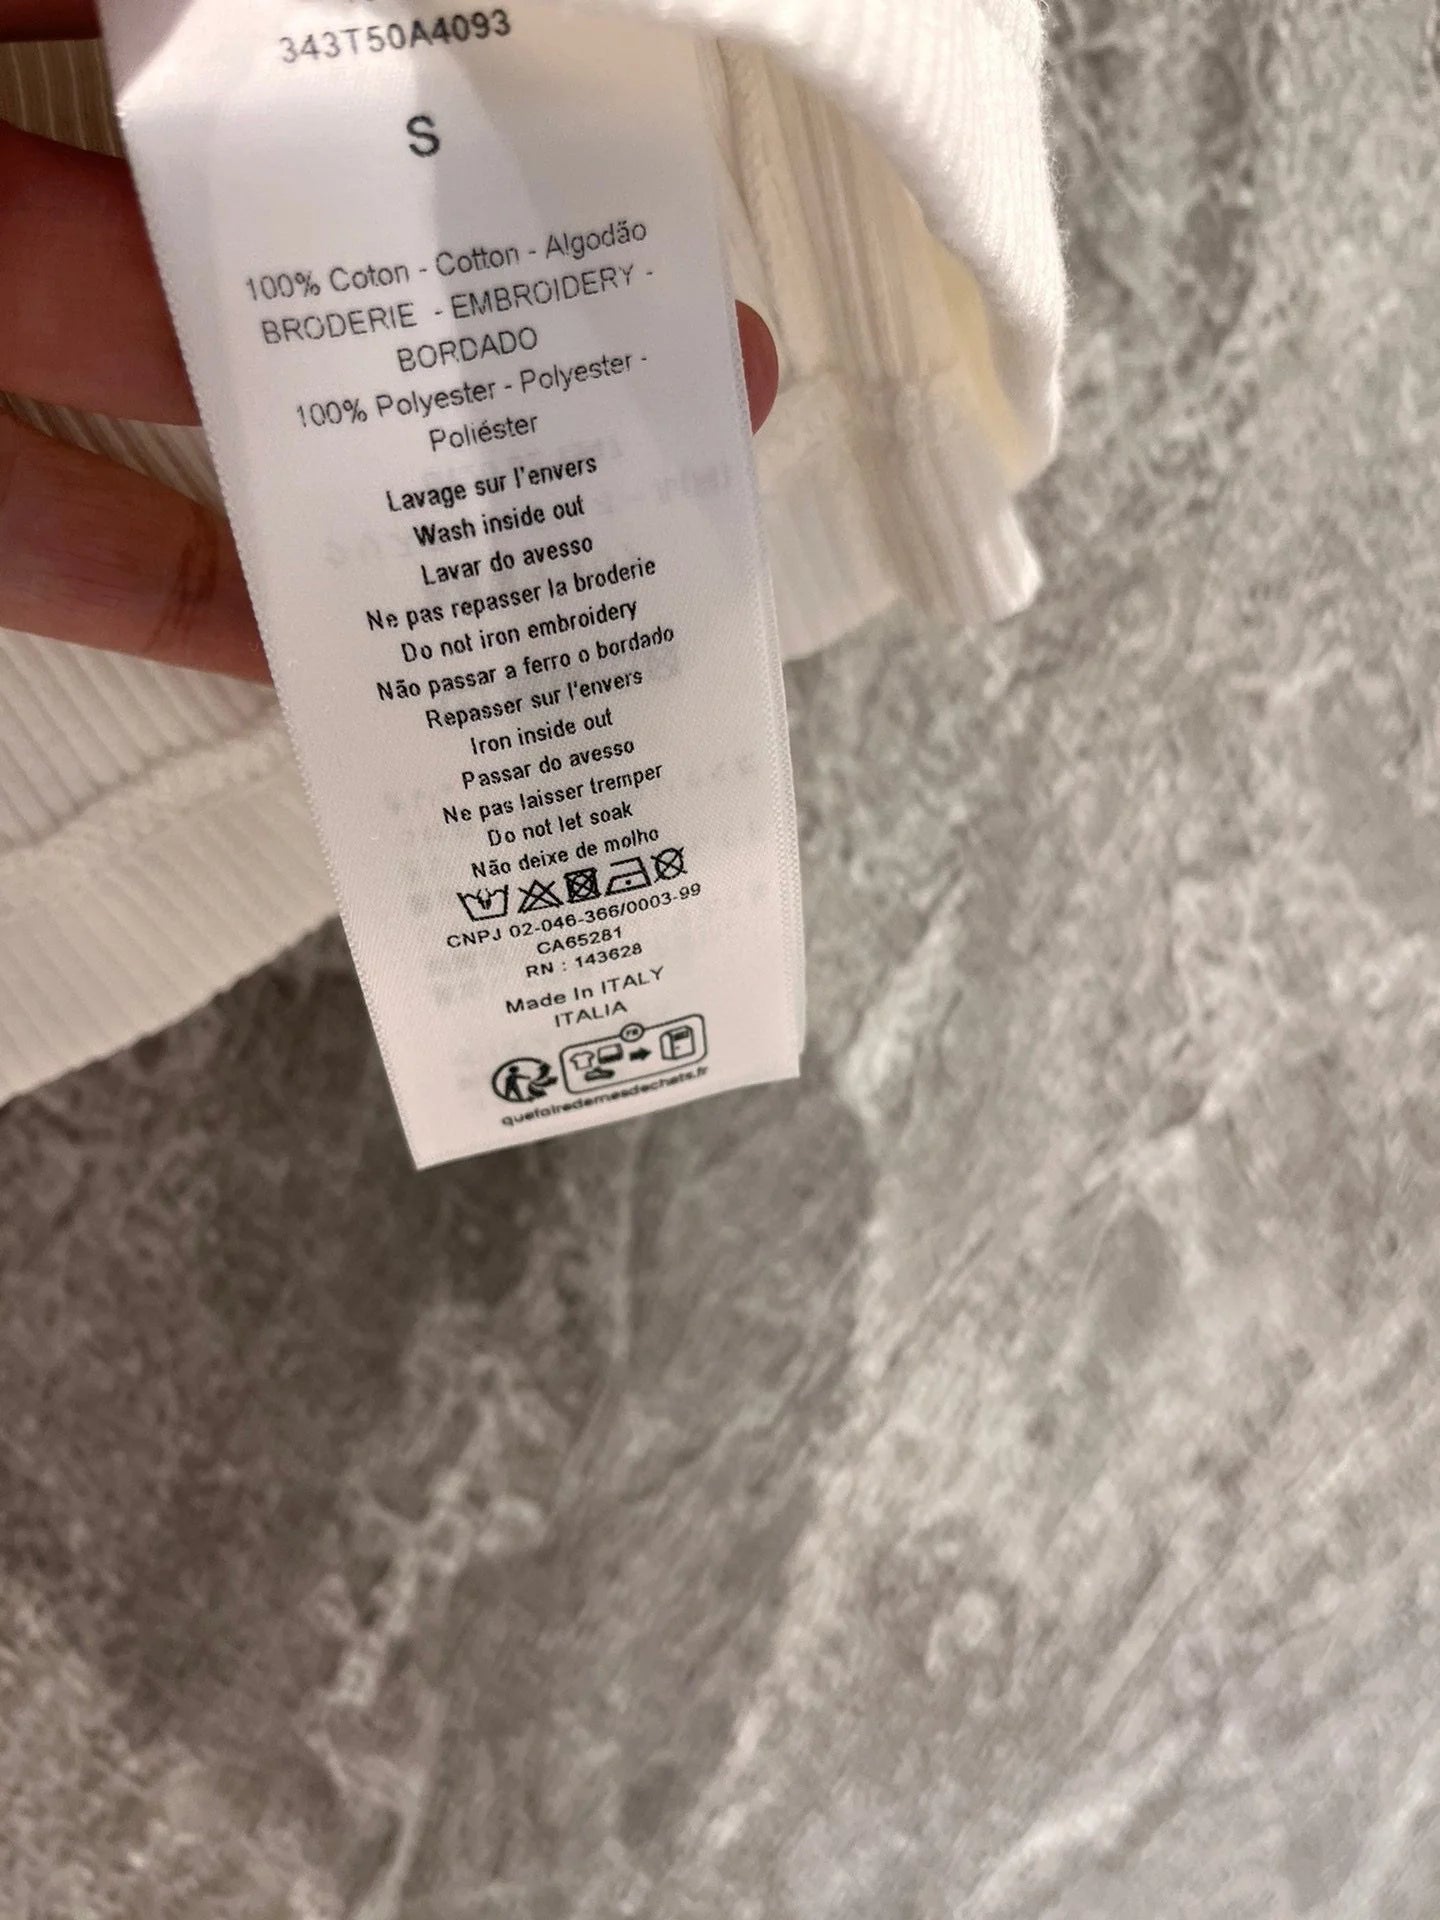 343T50A4093
S
100% Coton - Cotton - Algodão
BRODERIE - EMBROIDERY -
BORDADO
100% Polyester - Polyester -
Poliéster
Lavage sur l'envers
Wash inside out
Lavar do avesso
Ne pas repasser la broderie
Do not iron embroidery
Não passar a ferro o bordado
Repasser sur l'envers
Iron inside out
Passar do avesso
Ne pas laisser tremper
Do not let soak
Não deixe de molho
CNPJ 02-046-366/0003-99
CA65281
RN : 143628
Made In ITALY
ITALIA
FR
quefairedemesdechets.fr